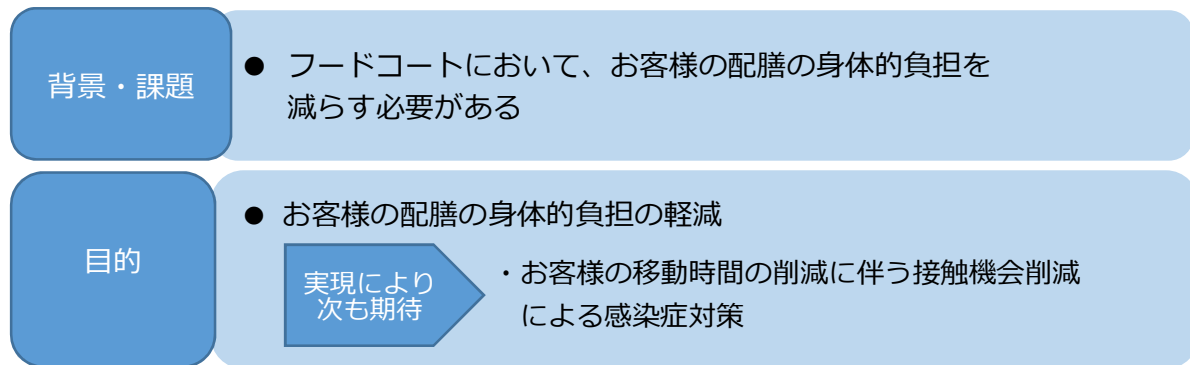 背景・課題
● フードコートにおいて、お客様の配膳の身体的負担を
減らす必要がある
目的
● お客様の配膳の身体的負担の軽減
実現により
次も期待
・お客様の移動時間の削減に伴う接触機会削減
による感染症対策